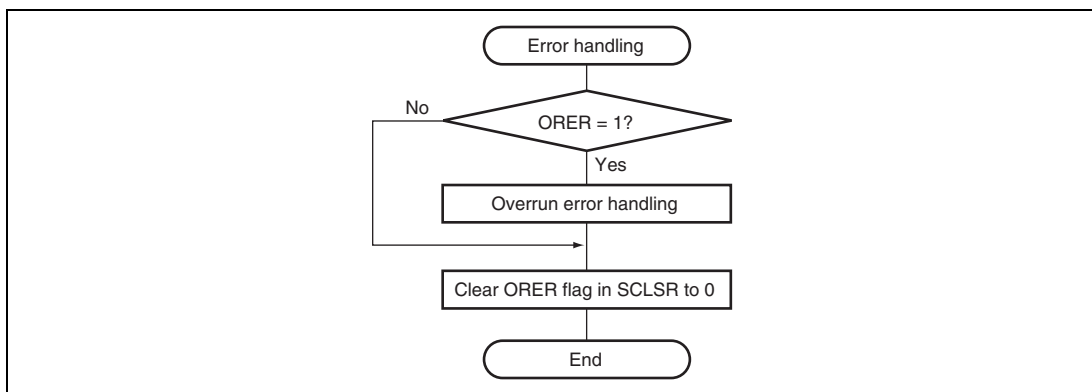 Error handling
No
ORER = 1?
Yes
Overrun error handling
Clear ORER flag in SCLSR to 0
End